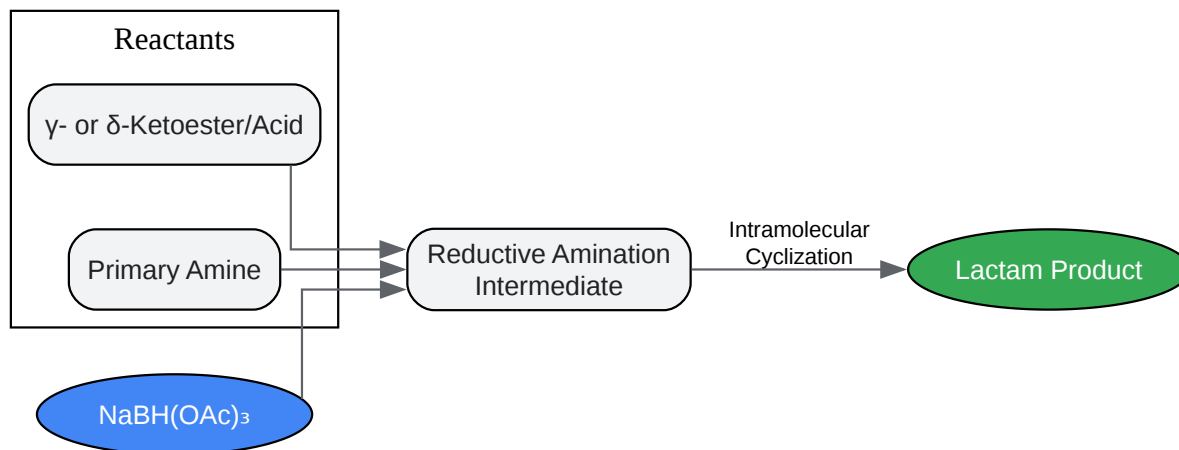 Reactants
γ- or δ-Ketoester/Acid
Primary Amine
NaBH(OAc)₃
Reductive Amination
Intermediate
Intramolecular
Cyclization
Lactam Product